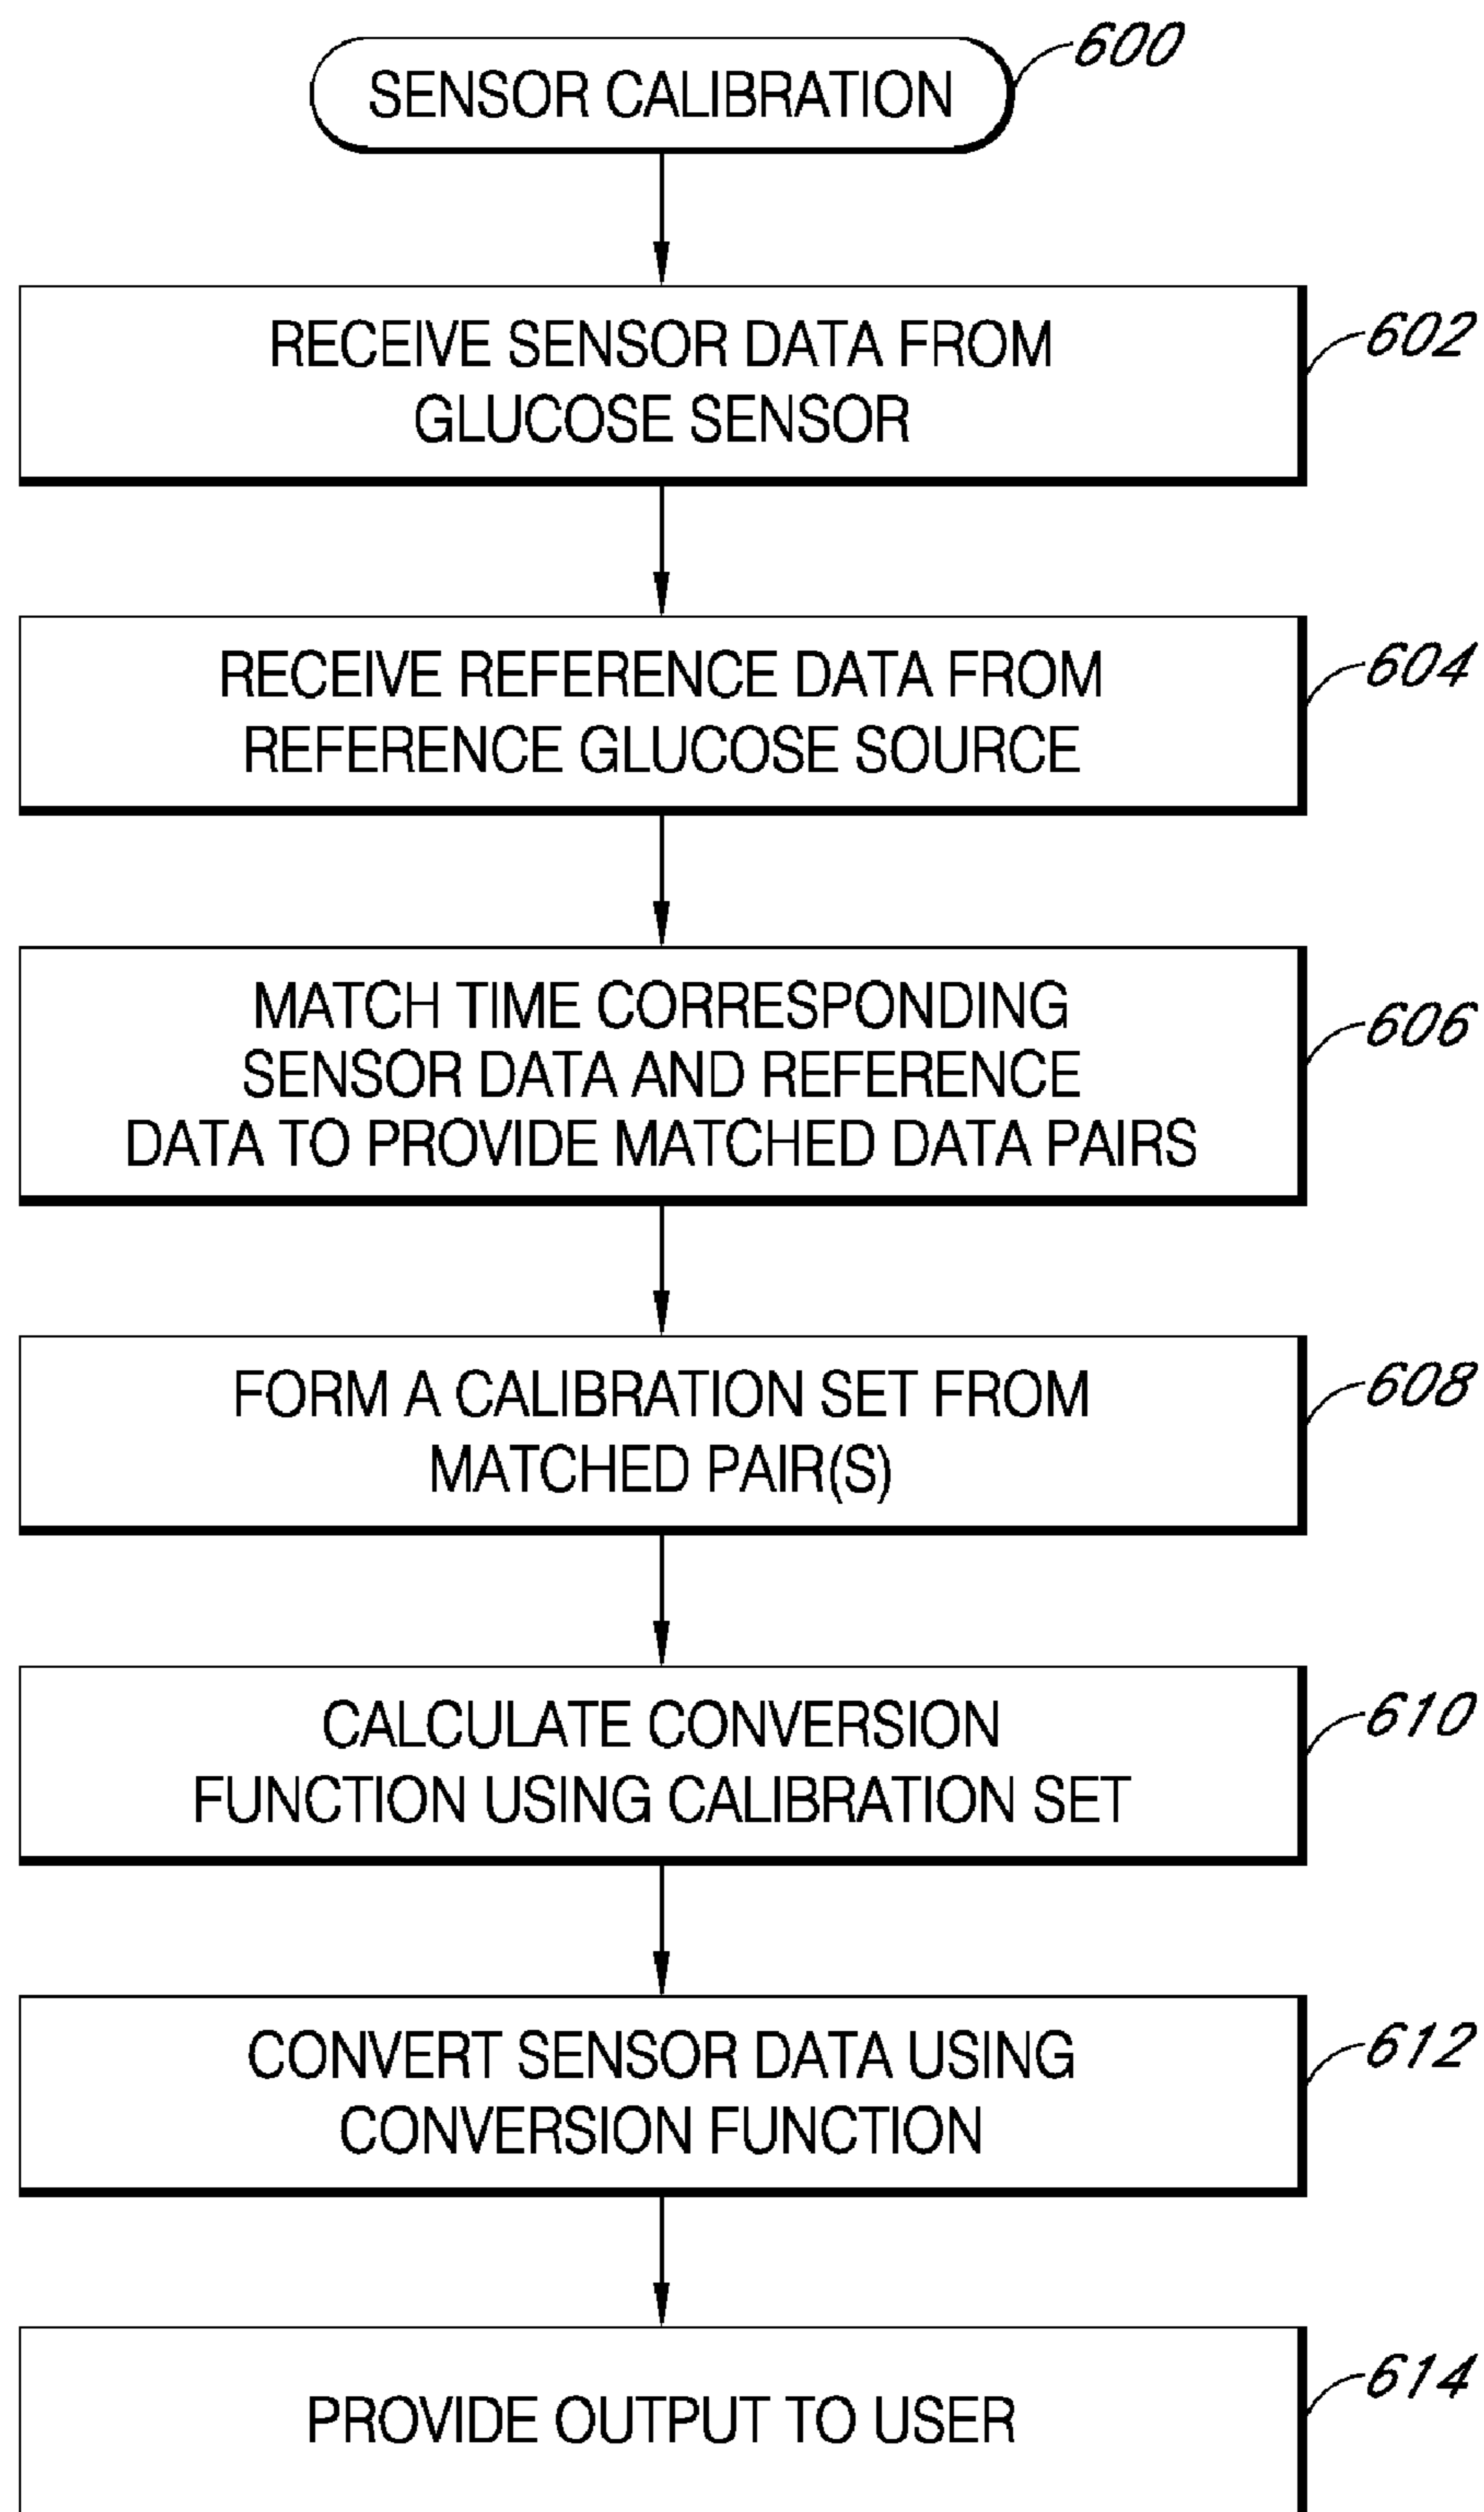 SENSOR CALIBRATION
600
RECEIVE SENSOR DATA FROM
GLUCOSE SENSOR
602
RECEIVE REFERENCE DATA FROM
REFERENCE GLUCOSE SOURCE
604
MATCH TIME CORRESPONDING
SENSOR DATA AND REFERENCE
DATA TO PROVIDE MATCHED DATA PAIRS
606
FORM A CALIBRATION SET FROM
MATCHED PAIR(S)
608
CALCULATE CONVERSION
FUNCTION USING CALIBRATION SET
610
CONVERT SENSOR DATA USING
CONVERSION FUNCTION
612
PROVIDE OUTPUT TO USER
614